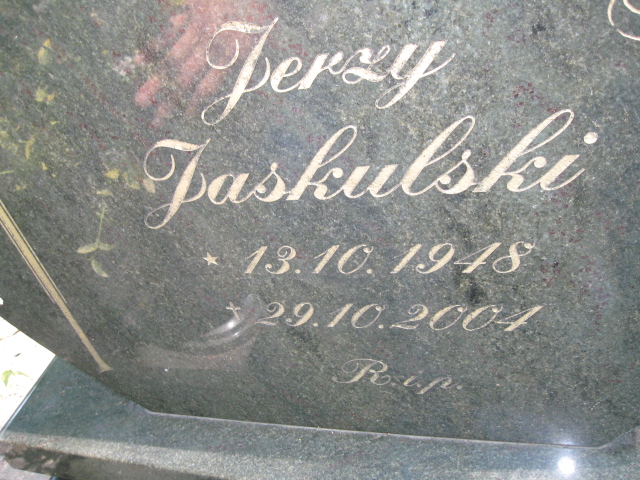 Jerzy
Jaskulski
* 13.10.1948
† 29.10.2004
R.i.p.